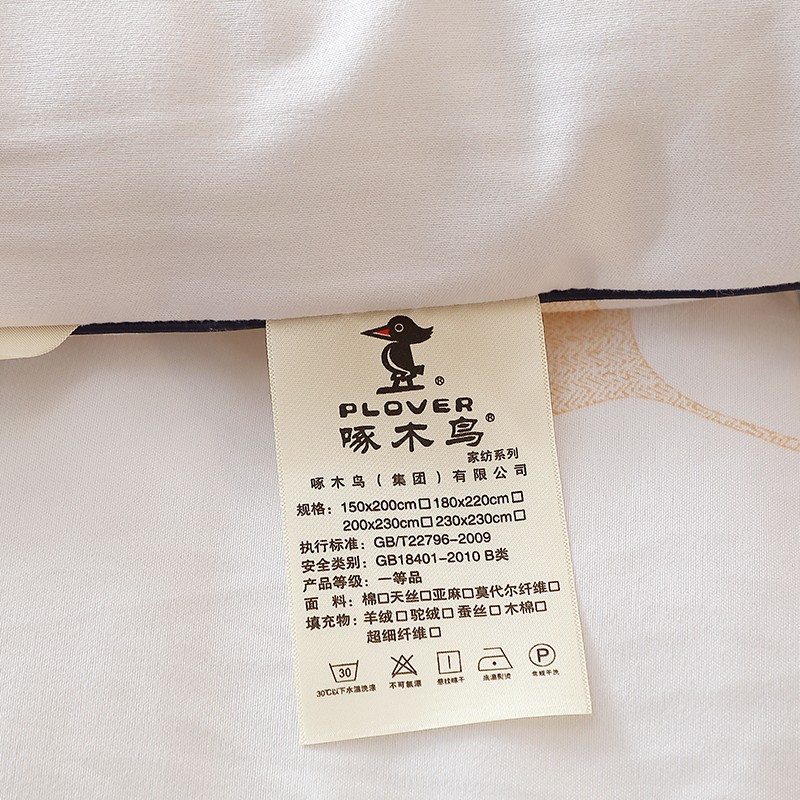 ®
PLOVER
啄木鸟®
家纺系列
啄木鸟(集团)有限公司
规格：150x200cm□180x220cm□
200x230cm□230x230cm□
执行标准：GB/T22796-2009
安全类别：GB18401-2010 B类
产品等级：一等品
面 料：棉□天丝□亚麻□莫代尔纤维□
填充物：羊绒□驼绒□蚕丝□木棉□
超细纤维□
30 P
30℃以下水温洗涤 不可氯漂 悬挂晾干 底温熨烫 常规干洗